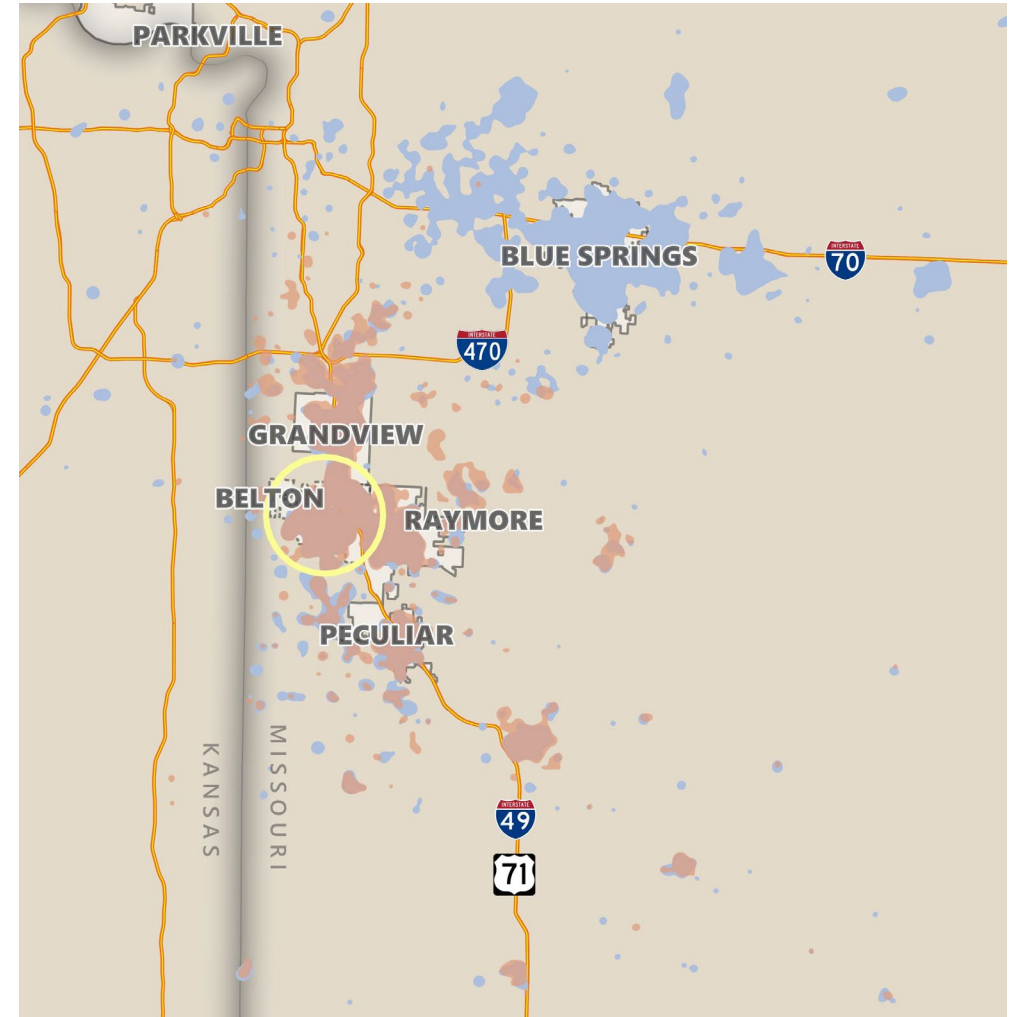 PARKVILLE
BLUE SPRINGS
INTERSTATE
70
INTERSTATE
470
GRANDVIEW
BELTON
RAYMORE
PECULIAR
KANSAS
MISSOURI
INTERSTATE
49
71